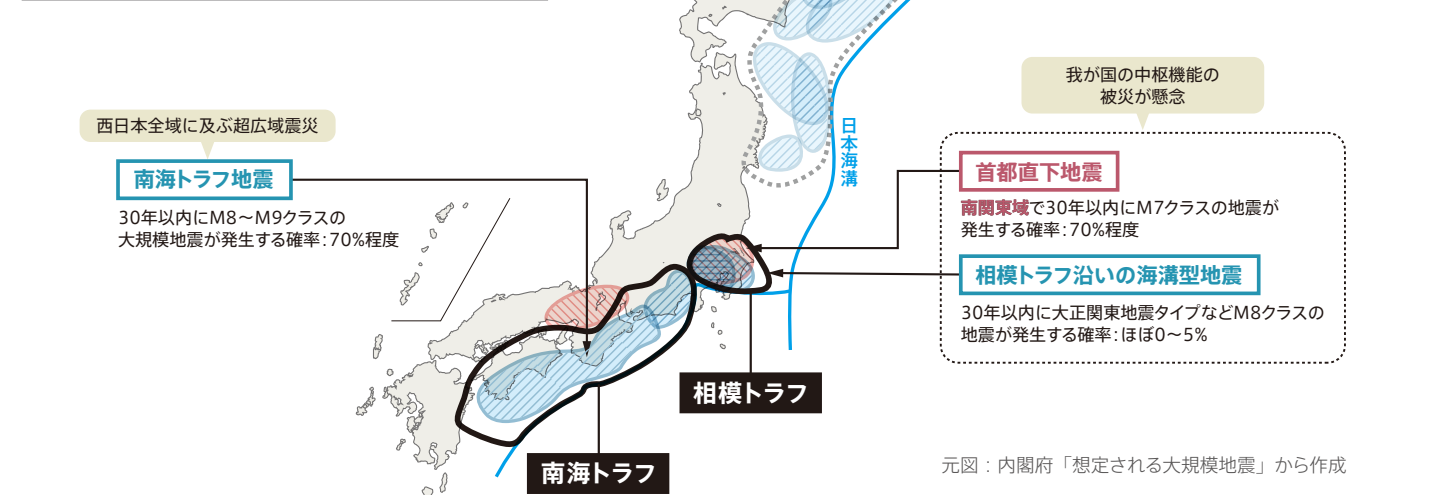 西日本全域に及ぶ超広域震災
南海トラフ地震
30年以内にM8〜M9クラスの
大規模地震が発生する確率:70%程度
日本海溝
我が国の中枢機能の
被災が懸念
首都直下地震
南関東域で30年以内にM7クラスの地震が
発生する確率:70%程度
相模トラフ沿いの海溝型地震
30年以内に大正関東地震タイプなどM8クラスの
地震が発生する確率:ほぼ0〜5%
相模トラフ
南海トラフ
元図:内閣府「想定される大規模地震」から作成